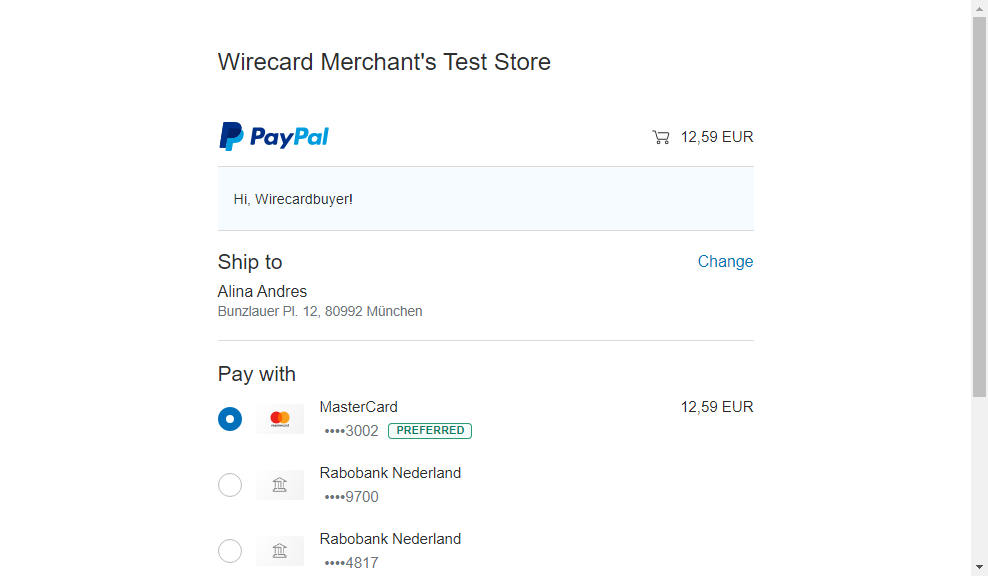 Wirecard Merchant's Test Store
PayPal 12,59 EUR
Hi, Wirecardbuyer!
Ship to Change
Alina Andres
Bunzlauer Pl. 12, 80992 München
Pay with
MasterCard 12,59 EUR
••••3002 PREFERRED
Rabobank Nederland
••••9700
Rabobank Nederland
••••4817